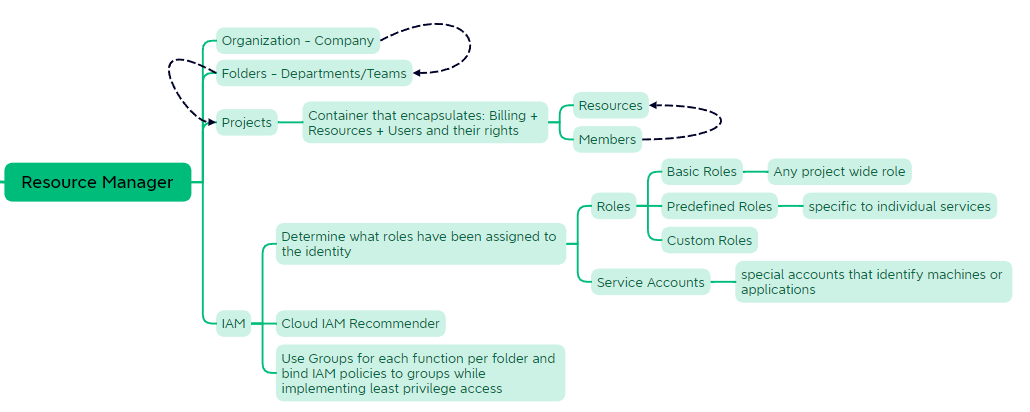 Organization - Company
Folders - Departments/Teams
Projects
Container that encapsulates: Billing +
Resources + Users and their rights
Resources
Members
Resource Manager
Basic Roles
Any project wide role
Roles
Predefined Roles
specific to individual services
Custom Roles
Determine what roles have been assigned to
the identity
Service Accounts
special accounts that identify machines or
applications
IAM
Cloud IAM Recommender
Use Groups for each function per folder and
bind IAM policies to groups while
implementing least privilege access